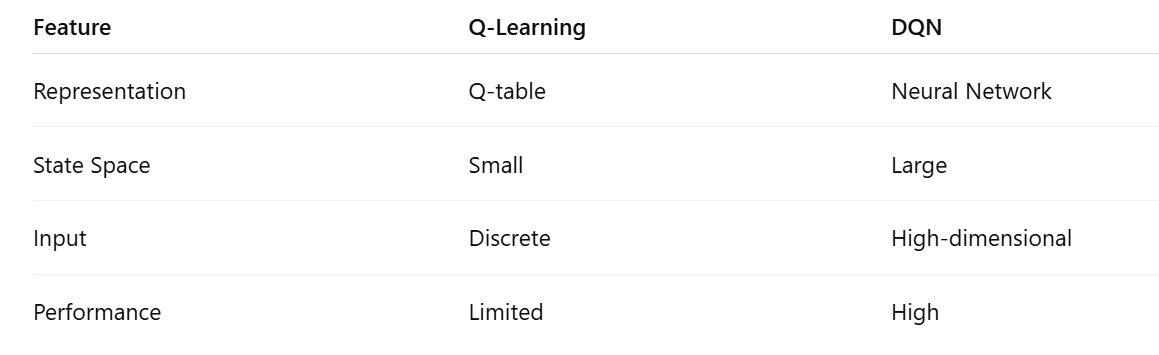 Feature Q-Learning DQN
Representation Q-table Neural Network
State Space Small Large
Input Discrete High-dimensional
Performance Limited High